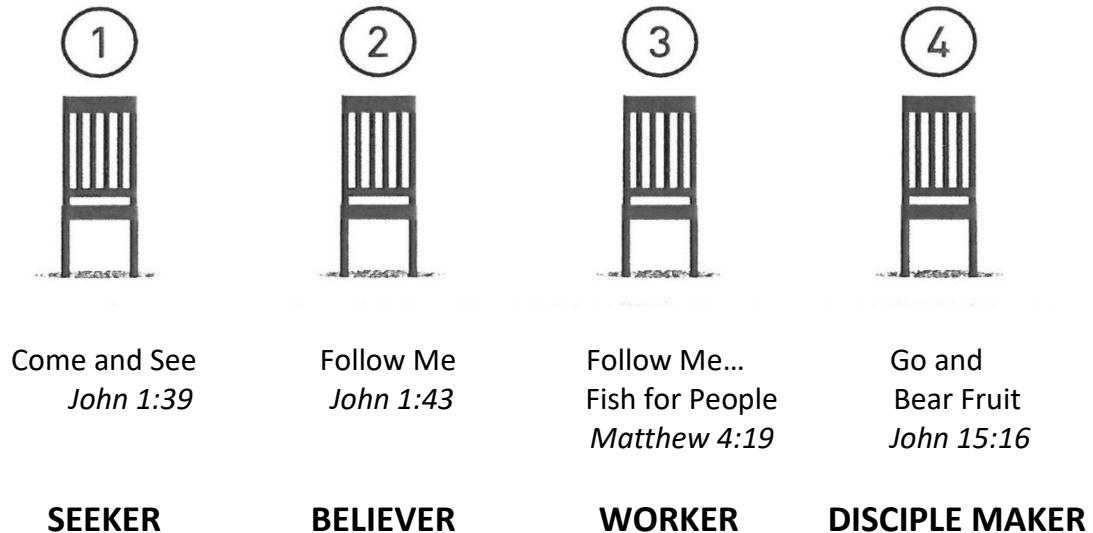 1 2 3 4
Come and See Follow Me Follow Me... Go and
John 1:39 John 1:43 Fish for People Bear Fruit
Matthew 4:19 John 15:16
SEEKER BELIEVER WORKER DISCIPLE MAKER